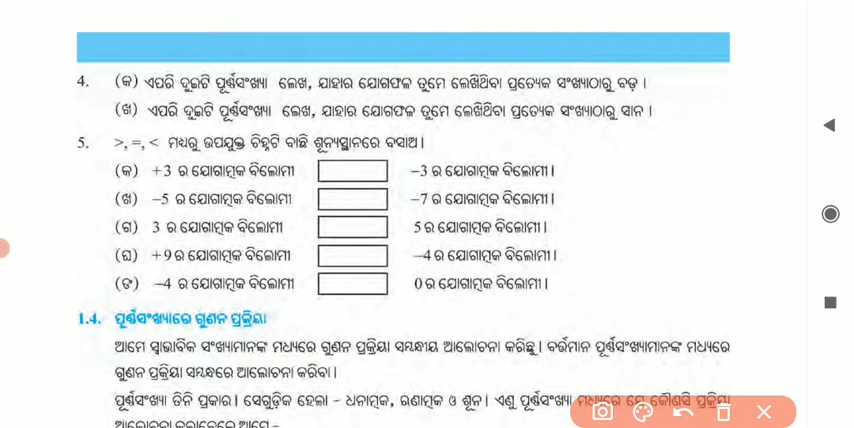 4. (କ) ଏପରି ଦୁଇଟି ପୂର୍ଣ୍ଣସଂଖ୍ୟା ଲେଖ, ଯାହାର ଯୋଗଫଳ ତୁମେ ଲେଖିଥିବା ପ୍ରତ୍ୟେକ ସଂଖ୍ୟାଠାରୁ ବଡ଼ ।
(ଖ) ଏପରି ଦୁଇଟି ପୂର୍ଣ୍ଣସଂଖ୍ୟା ଲେଖ, ଯାହାର ଯୋଗଫଳ ତୁମେ ଲେଖିଥିବା ପ୍ରତ୍ୟେକ ସଂଖ୍ୟାଠାରୁ ସାନ ।
5. >, =, < ମଧ୍ୟରୁ ଉପଯୁକ୍ତ ଚିହ୍ନଟି ବାଛି ଶୂନ୍ୟସ୍ଥାନରେ ବସାଅ।
(କ) +3 ର ଯୋଗାତ୍ମକ ବିଲୋମୀ –3 ର ଯୋଗାତ୍ମକ ବିଲୋମୀ।
(ଖ) –5 ର ଯୋଗାତ୍ମକ ବିଲୋମୀ –7 ର ଯୋଗାତ୍ମକ ବିଲୋମୀ।
(ଗ) 3 ର ଯୋଗାତ୍ମକ ବିଲୋମୀ 5 ର ଯୋଗାତ୍ମକ ବିଲୋମୀ।
(ଘ) +9 ର ଯୋଗାତ୍ମକ ବିଲୋମୀ –4 ର ଯୋଗାତ୍ମକ ବିଲୋମୀ।
(ଙ) –4 ର ଯୋଗାତ୍ମକ ବିଲୋମୀ 0 ର ଯୋଗାତ୍ମକ ବିଲୋମୀ।
1.4. ପୂର୍ଣ୍ଣସଂଖ୍ୟାରେ ଗୁଣନ ପ୍ରକ୍ରିୟା
ଆମେ ସ୍ୱାଭାବିକ ସଂଖ୍ୟାମାନଙ୍କ ମଧ୍ୟରେ ଗୁଣନ ପ୍ରକ୍ରିୟା ସମ୍ବନ୍ଧୀୟ ଆଲୋଚନା କରିଛୁ। ବର୍ତ୍ତମାନ ପୂର୍ଣ୍ଣସଂଖ୍ୟାମାନଙ୍କ ମଧ୍ୟରେ
ଗୁଣନ ପ୍ରକ୍ରିୟା ସମ୍ବନ୍ଧରେ ଆଲୋଚନା କରିବା।
ପୂର୍ଣ୍ଣସଂଖ୍ୟା ତିନି ପ୍ରକାର। ସେଗୁଡ଼ିକ ହେଲା – ଧନାତ୍ମକ, ଋଣାତ୍ମକ ଓ ଶୂନ। ଏଣୁ ପୂର୍ଣ୍ଣସଂଖ୍ୟା ମଧ୍ୟରେ ଯେ କୌଣସି ପ୍ରକ୍ରିୟା